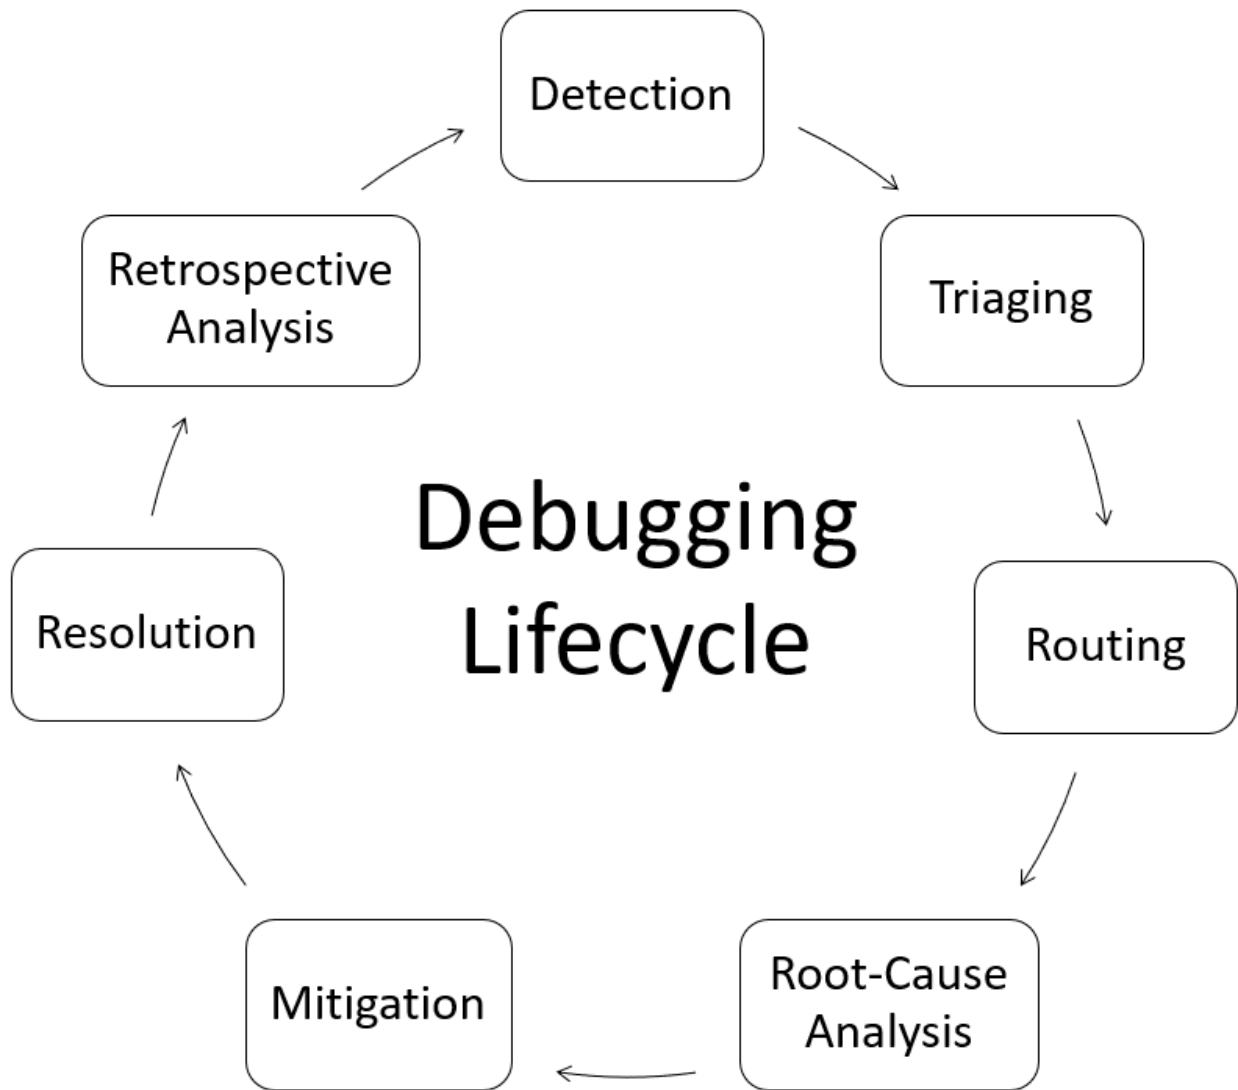 Detection
Triaging
Routing
Root-Cause
Analysis
Mitigation
Resolution
Retrospective
Analysis
Debugging
Lifecycle